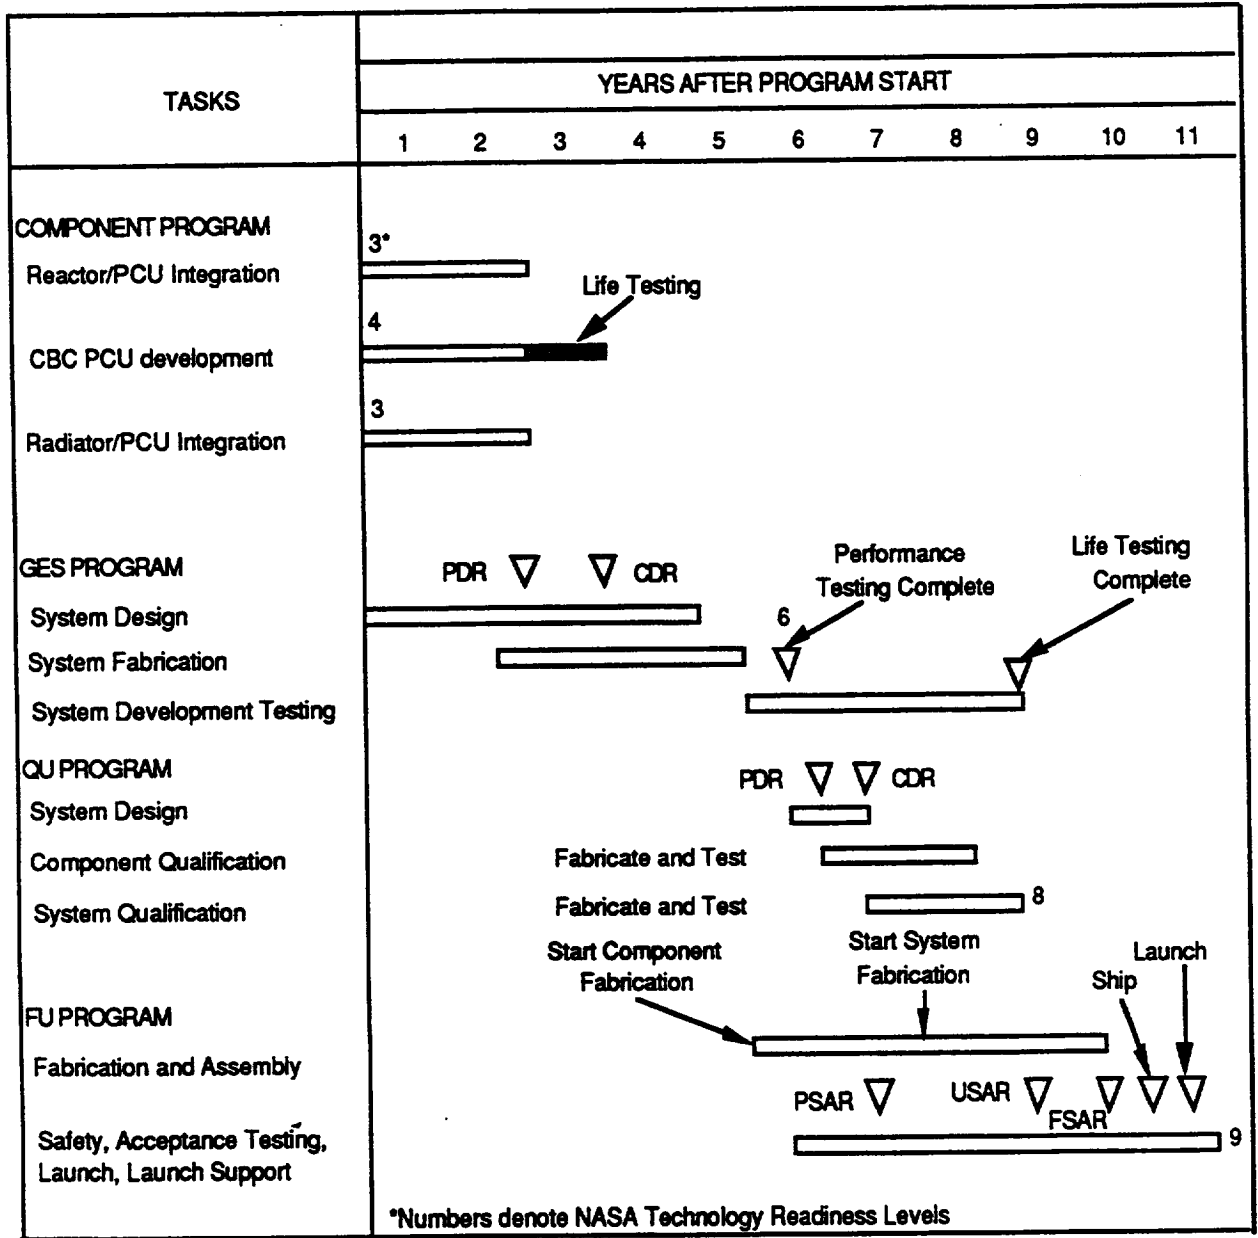 YEARS AFTER PROGRAM START
TASKS
1 2 3 4 5 6 7 8 9 10 11
COMPONENT PROGRAM
3*
Reactor/PCU Integration
Life Testing
4
CBC PCU development
3
Radiator/PCU Integration
GES PROGRAM
PDR
CDR
Performance
Testing Complete
Life Testing
Complete
System Design
6
System Fabrication
System Development Testing
QU PROGRAM
PDR
CDR
System Design
Component Qualification
Fabricate and Test
System Qualification
Fabricate and Test
8
Start Component
Fabrication
Start System
Fabrication
Ship
Launch
FU PROGRAM
Fabrication and Assembly
PSAR
USAR
FSAR
Safety, Acceptance Testing,
Launch, Launch Support
9
*Numbers denote NASA Technology Readiness Levels